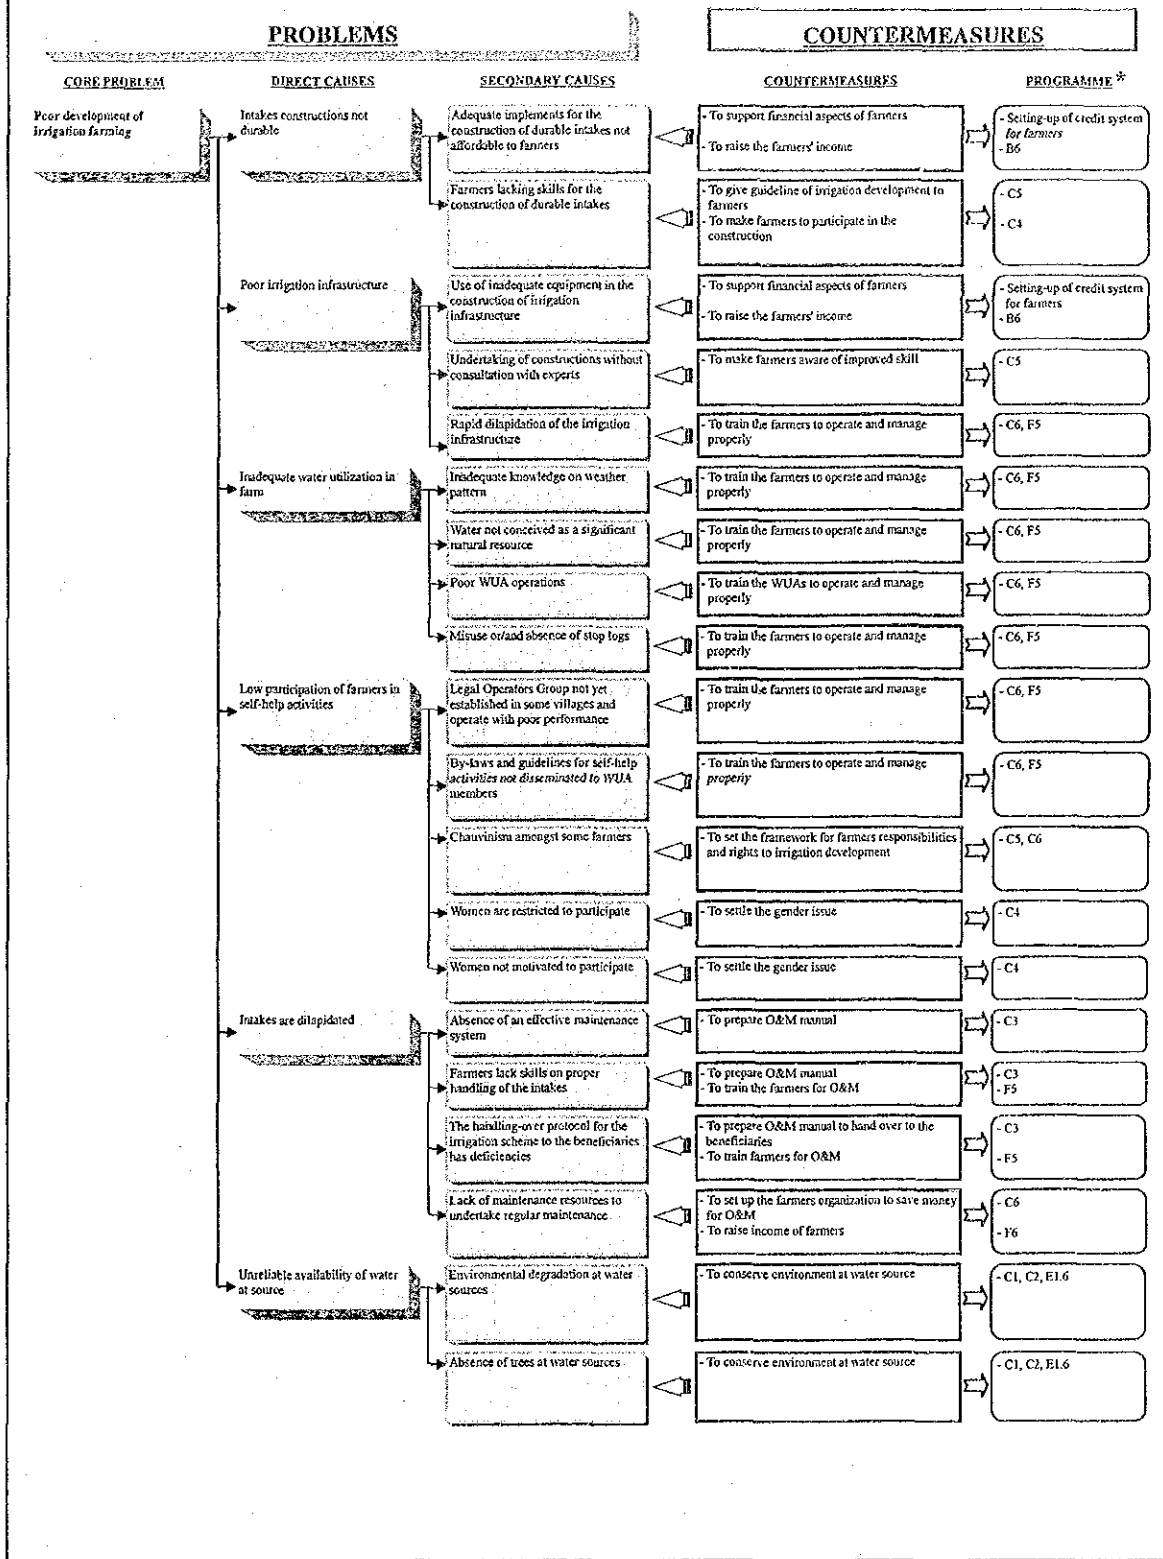 PROBLEMS
COUNTERMEASURES
CORE PROBLEM
DIRECT CAUSES
SECONDARY CAUSES
COUNTERMEASURES
PROGRAMME *
Poor development of
irrigation farming
Intakes constructions not
durable
Adequate implements for the
construction of durable intakes not
affordable to fanners
- To support financial aspects of farmers
- To raise the farmers' income
- Setting-up of credit system
for farmers
- B6
Farmers lacking skills for the
construction of durable intakes
- To give guideline of irrigation development to
farmers
- To make farmers to participate in the
construction
- C5
- C4
Poor irrigation infrastructure
Use of inadequate equipment in the
construction of irrigation
infrastructure
- To support financial aspects of farmers
- To raise the farmers' income
- Setting-up of credit system
for farmers
- B6
Undertaking of constructions without
consultation with experts
- To make farmers aware of improved skill
- C5
Rapid dilapidation of the irrigation
infrastructure
- To train the farmers to operate and manage
properly
- C6, F5
Inadequate water utilization in
farm
Inadequate knowledge on weather
pattern
- To train the farmers to operate and manage
properly
- C6, F5
Water not conceived as a significant
natural resource
- To train the farmers to operate and manage
properly
- C6, F5
Poor WUA operations
- To train the WUAs to operate and manage
properly
- C6, F5
Misuse or/and absence of stop logs
- To train the farmers to operate and manage
properly
- C6, F5
Low participation of farmers in
self-help activities
Legal Operators Group not yet
established in some villages and
operate with poor performance
- To train the farmers to operate and manage
properly
- C6, F5
By-laws and guidelines for self-help
activities not disseminated to WUA
members
- To train the farmers to operate and manage
properly
- C6, F5
Chauvinism amongst some farmers
- To set the framework for farmers responsibilities
and rights to irrigation development
- C5, C6
Women are restricted to participate
- To settle the gender issue
- C4
Women not motivated to participate
- To settle the gender issue
- C4
Intakes are dilapidated
Absence of an effective maintenance
system
- To prepare O&M manual
- C3
Farmers lack skills on proper
handling of the intakes
- To prepare O&M manual
- To train the farmers for O&M
- C3
- F5
The handling-over protocol for the
irrigation scheme to the beneficiaries
has deficiencies
- To prepare O&M manual to hand over to the
beneficiaries
- To train farmers for O&M
- C3
- F5
Lack of maintenance resources to
undertake regular maintenance
- To set up the farmers organization to save money
for O&M
- To raise income of farmers
- C6
- F6
Unreliable availability of water
at source
Environmental degradation at water
sources
- To conserve environment at water source
- C1, C2, E1.6
Absence of trees at water sources
- To conserve environment at water source
- C1, C2, E1.6